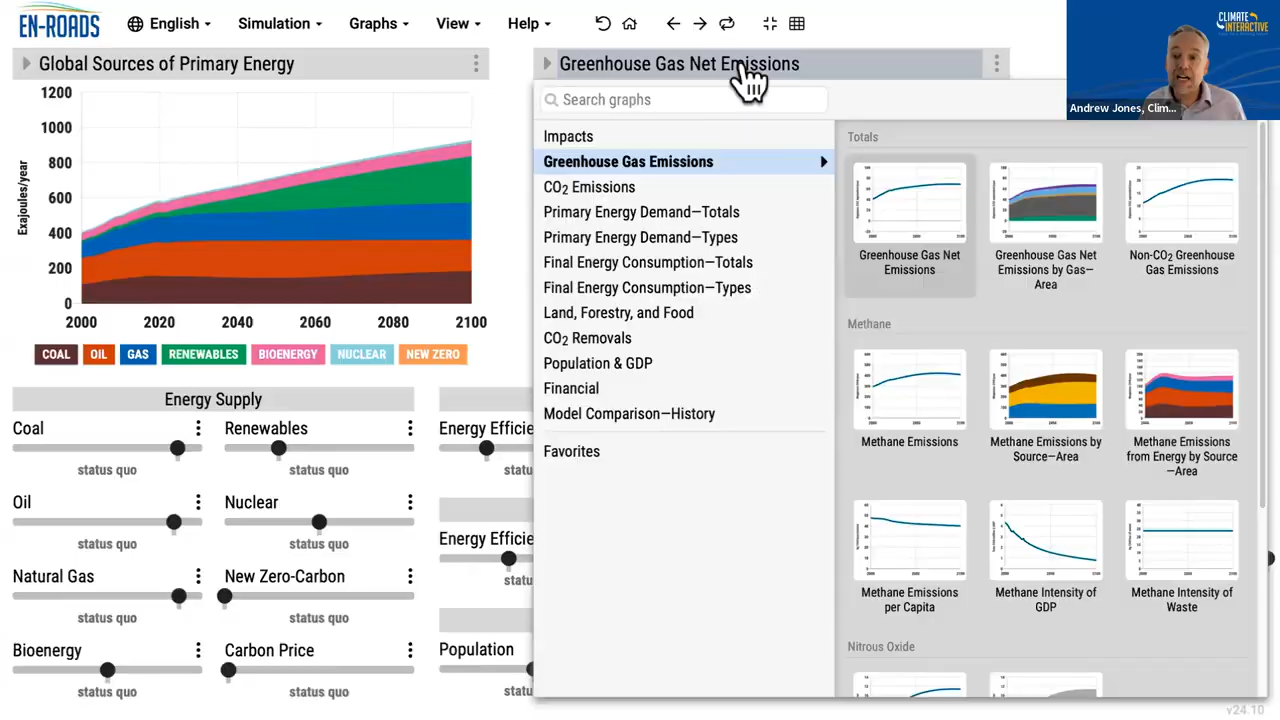 EN-ROADS
English
Simulation
Graphs
View
Help
CLIMATE
INTERACTIVE
Andrew Jones, Clim...
Global Sources of Primary Energy
Greenhouse Gas Net Emissions
Exajoules/year
1200
1000
800
600
400
200
0
2000 2020 2040 2060 2080 2100
COAL OIL GAS RENEWABLES BIOENERGY NUCLEAR NEW ZERO
Energy Supply
Coal
status quo
Renewables
status quo
Energy Efficie
statu
Oil
status quo
Nuclear
status quo
Energy Efficie
statu
Natural Gas
status quo
New Zero-Carbon
status quo
Bioenergy
status quo
Carbon Price
status quo
Population
statu
Search graphs
Impacts
Greenhouse Gas Emissions
CO2 Emissions
Primary Energy Demand—Totals
Primary Energy Demand—Types
Final Energy Consumption—Totals
Final Energy Consumption—Types
Land, Forestry, and Food
CO2 Removals
Population & GDP
Financial
Model Comparison—History
Favorites
Totals
Greenhouse Gas Net
Emissions
Greenhouse Gas Net
Emissions by Gas—
Area
Non-CO2 Greenhouse
Gas Emissions
Methane
Methane Emissions
Methane Emissions by
Source—Area
Methane Emissions
from Energy by Source
—Area
Methane Emissions
per Capita
Methane Intensity of
GDP
Methane Intensity of
Waste
Nitrous Oxide
v24.10